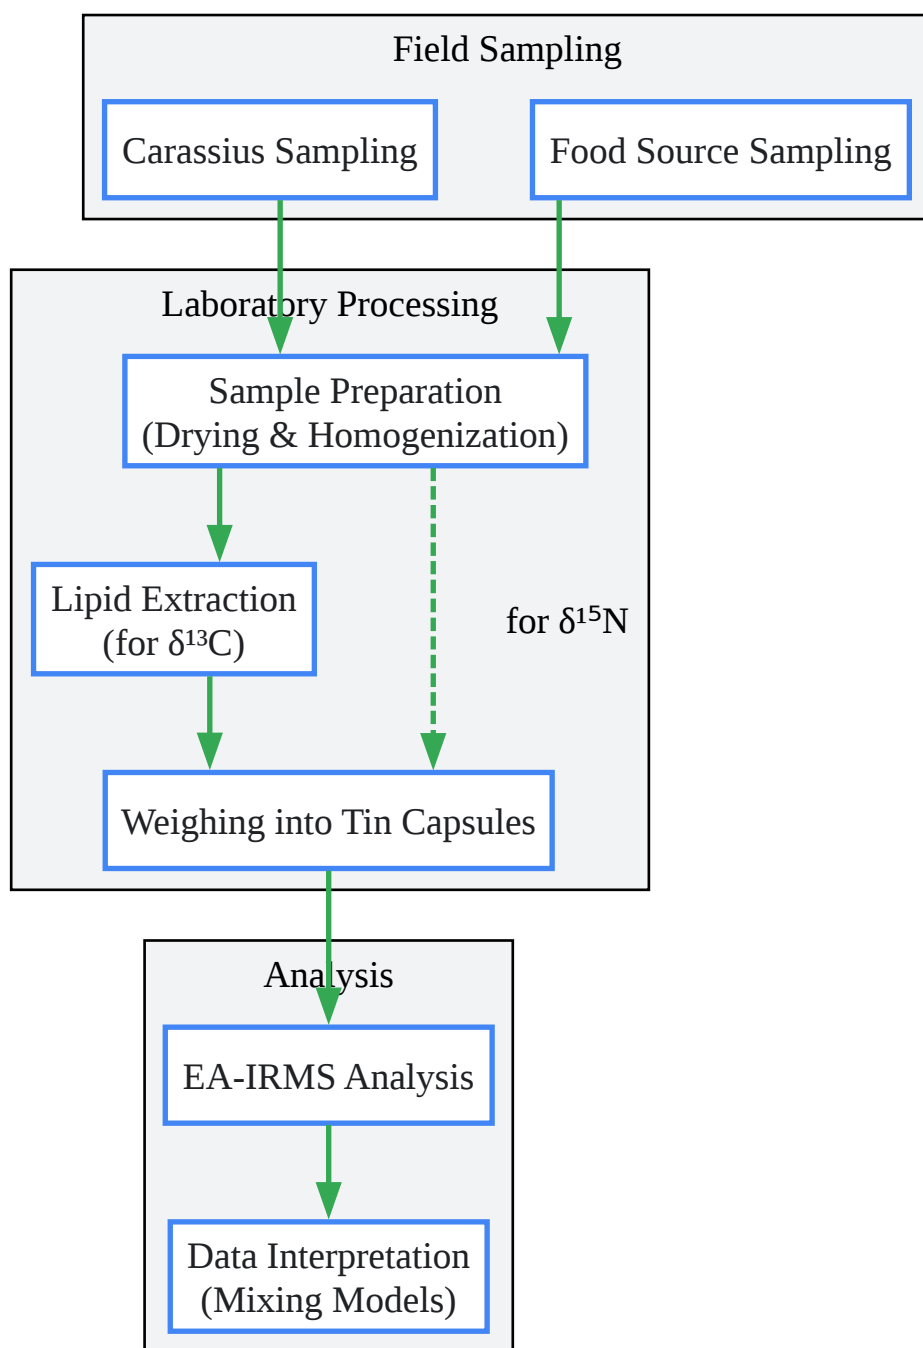 Field Sampling
Carassius Sampling
Food Source Sampling
Laboratory Processing
Sample Preparation
(Drying & Homogenization)
Lipid Extraction
(for δ¹³C)
for δ¹⁵N
Weighing into Tin Capsules
Analysis
EA-IRMS Analysis
Data Interpretation
(Mixing Models)